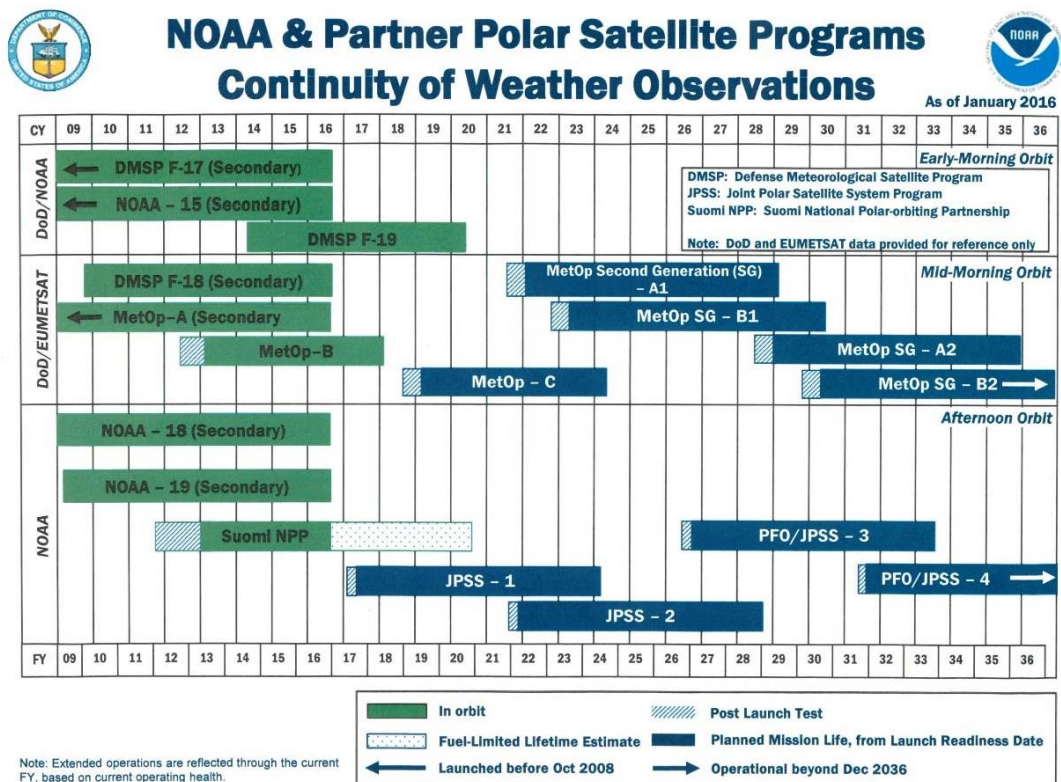 NOAA & Partner Polar Satellite Programs
Continuity of Weather Observations
NOAA
As of January 2016
CY 09 10 11 12 13 14 15 16 17 18 19 20 21 22 23 24 25 26 27 28 29 30 31 32 33 34 35 36
DoD/NOAA
Early-Morning Orbit
DMSP F-17 (Secondary)
NOAA – 15 (Secondary)
DMSP F-19
DMSP: Defense Meteorological Satellite Program
JPSS: Joint Polar Satellite System Program
Suomi NPP: Suomi National Polar-orbiting Partnership
Note: DoD and EUMETSAT data provided for reference only
DoD/EUMETSAT
Mid-Morning Orbit
DMSP F-18 (Secondary)
MetOp Second Generation (SG)
– A1
MetOp–A (Secondary
MetOp SG – B1
MetOp–B
MetOp SG – A2
MetOp – C
MetOp SG – B2
NOAA
Afternoon Orbit
NOAA – 18 (Secondary)
NOAA – 19 (Secondary)
Suomi NPP
PFO/JPSS – 3
JPSS – 1
PFO/JPSS – 4
JPSS – 2
FY 09 10 11 12 13 14 15 16 17 18 19 20 21 22 23 24 25 26 27 28 29 30 31 32 33 34 35 36
In orbit
Post Launch Test
Fuel-Limited Lifetime Estimate
Planned Mission Life, from Launch Readiness Date
Launched before Oct 2008
Operational beyond Dec 2036
Note: Extended operations are reflected through the current
FY, based on current operating health.